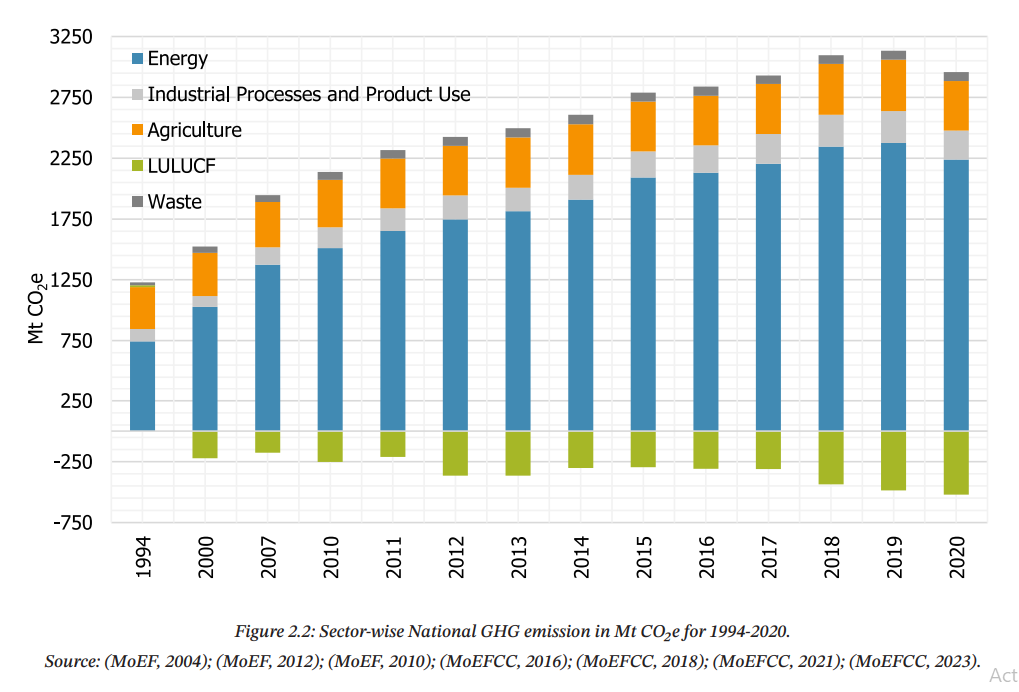 3250
2750
2250
1750
1250
750
250
-250
-750
Mt CO₂e
Energy
Industrial Processes and Product Use
Agriculture
LULUCF
Waste
1994
2000
2007
2010
2011
2012
2013
2014
2015
2016
2017
2018
2019
2020
Figure 2.2: Sector-wise National GHG emission in Mt CO₂e for 1994-2020.
Source: (MoEF, 2004); (MoEF, 2012); (MoEF, 2010); (MoEFCC, 2016); (MoEFCC, 2018); (MoEFCC, 2021); (MoEFCC, 2023).
Act